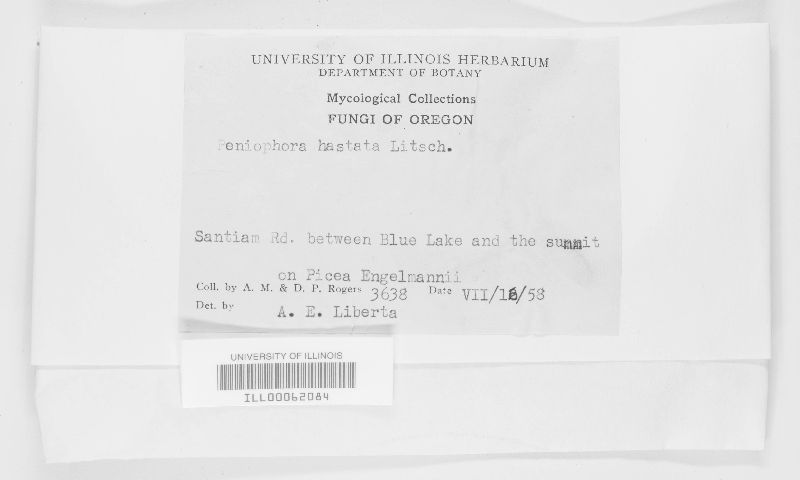 UNIVERSITY OF ILLINOIS HERBARIUM
DEPARTMENT OF BOTANY
Mycological Collections
FUNGI OF OREGON
Peniophora hastata Litsch.
Santiam Rd. between Blue Lake and the summit
on Picea Engelmannii
Coll. by A. M. & D. P. Rogers 3638 Date VII/16/58
Det. by A. E. Liberta
UNIVERSITY OF ILLINOIS
ILL00062084